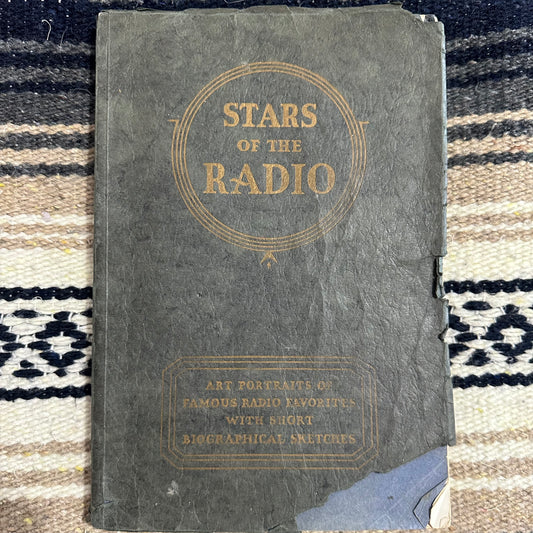 STARS
OF THE
RADIO
ART PORTRAITS OF
FAMOUS RADIO FAVORITES
WITH SHORT
BIOGRAPHICAL SKETCHES